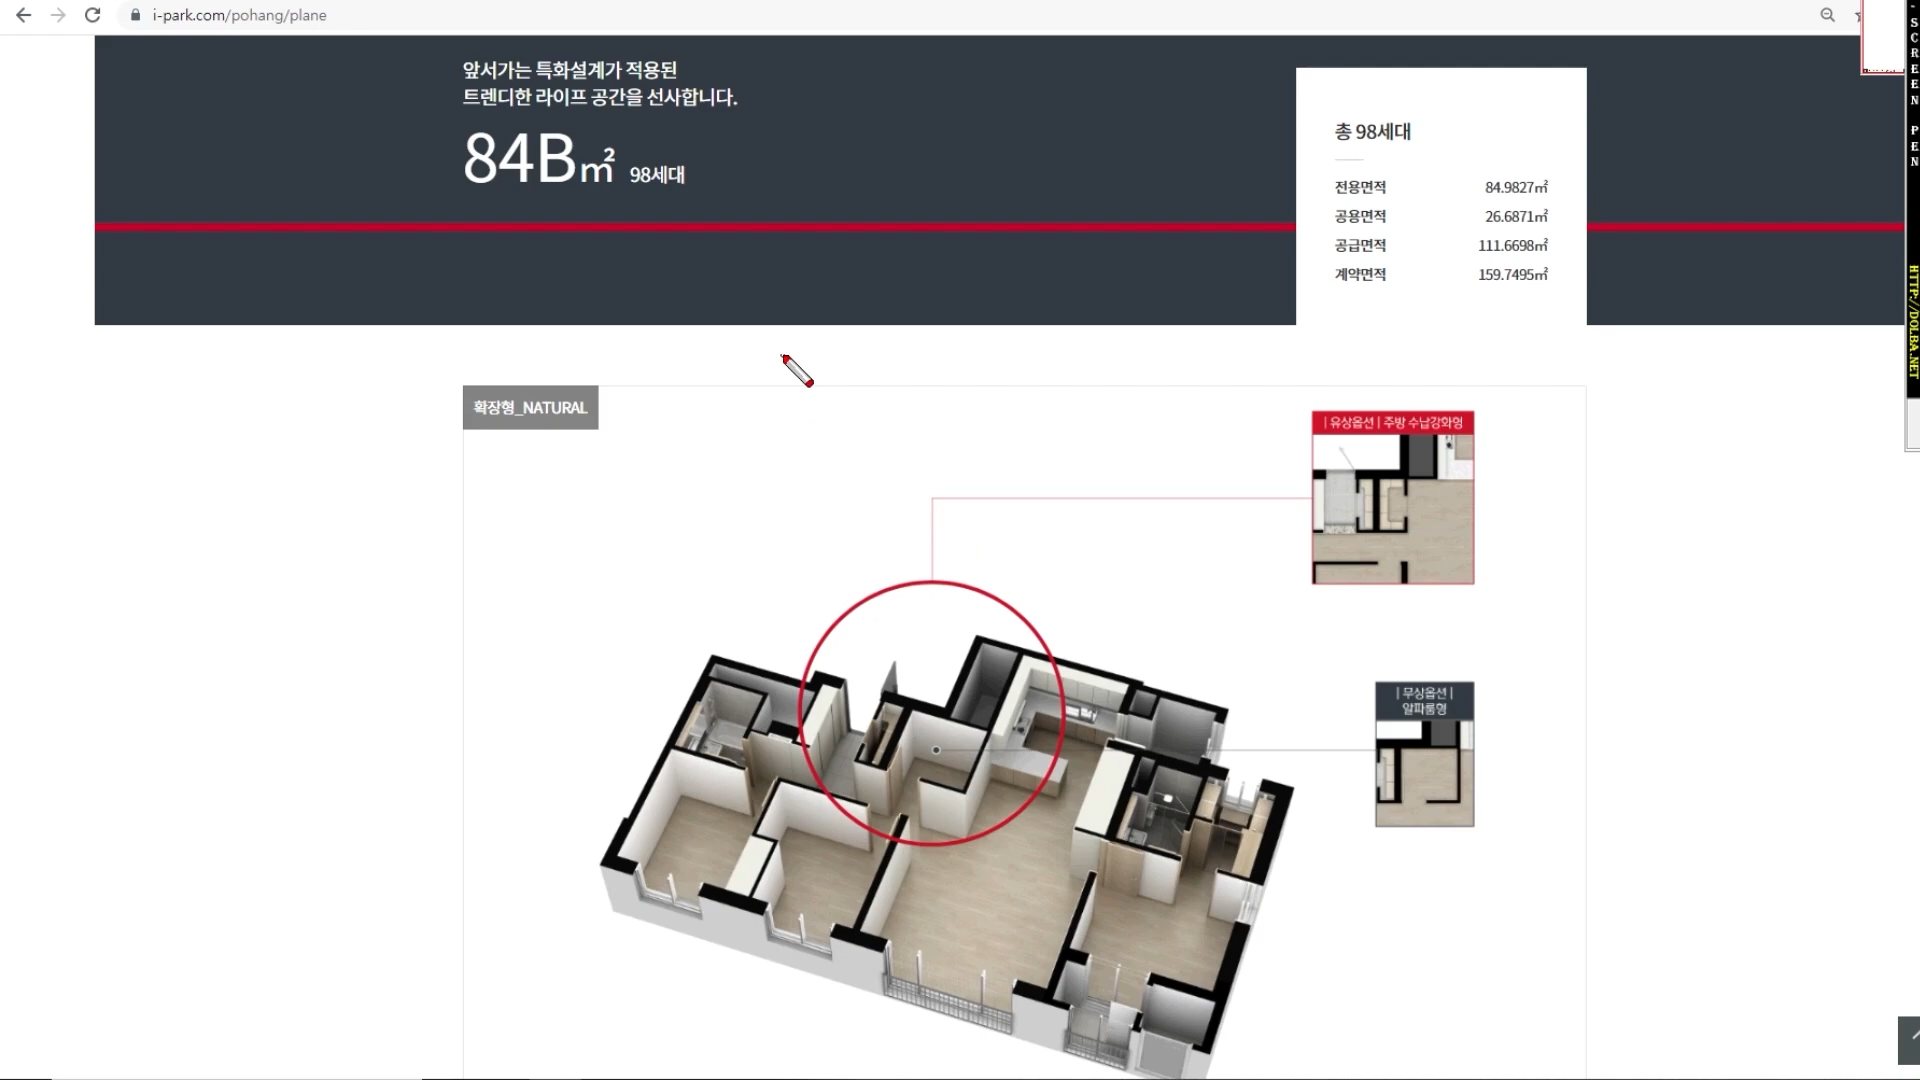 i-park.com/pohang/plane
앞서가는 특화설계가 적용된
트렌디한 라이프 공간을 선사합니다.
84B㎡ 98세대
총 98세대
전용면적 84.9827㎡
공용면적 26.6871㎡
공급면적 111.6698㎡
계약면적 159.7495㎡
확장형_NATURAL
| 유상옵션 | 주방 수납강화형
| 무상옵션 |
알파룸형
- SCREEN PEN
HTTP://DOLBA.NET